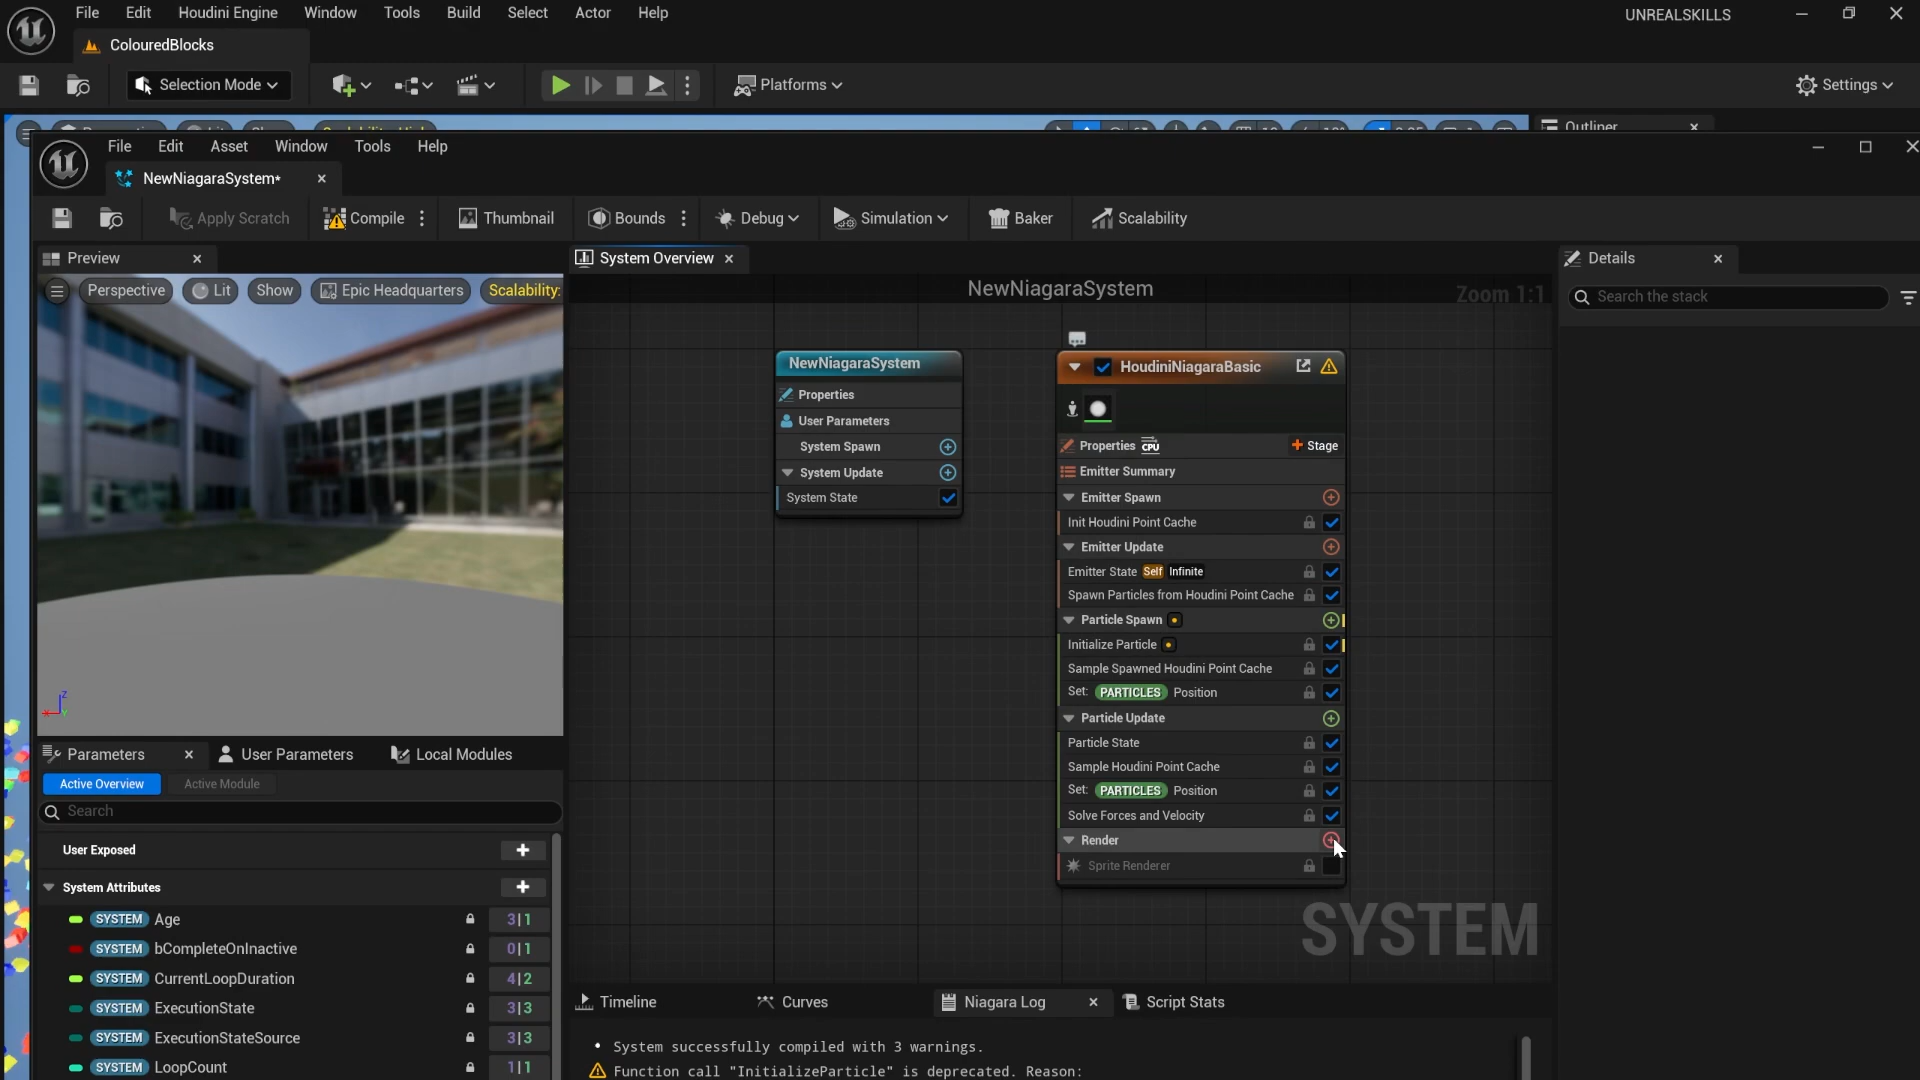 File Edit Houdini Engine Window Tools Build Select Actor Help
UNREALSKILLS
ColouredBlocks
Selection Mode
Platforms
Settings
Outliner
File Edit Asset Window Tools Help
NewNiagaraSystem*
Apply Scratch Compile Thumbnail Bounds Debug Simulation Baker Scalability
Preview
System Overview
Details
Perspective Lit Show Epic Headquarters Scalability:
NewNiagaraSystem
Zoom 1:1
Search the stack
NewNiagaraSystem
Properties
User Parameters
System Spawn
System Update
System State
HoudiniNiagaraBasic
Properties CPU Stage
Emitter Summary
Emitter Spawn
Init Houdini Point Cache
Emitter Update
Emitter State Self Infinite
Spawn Particles from Houdini Point Cache
Particle Spawn
Initialize Particle
Sample Spawned Houdini Point Cache
Set: PARTICLES Position
Particle Update
Particle State
Sample Houdini Point Cache
Set: PARTICLES Position
Solve Forces and Velocity
Render
Sprite Renderer
SYSTEM
Z
Parameters User Parameters Local Modules
Active Overview Active Module
Search
User Exposed
System Attributes
SYSTEM Age 3|1
SYSTEM bCompleteOnInactive 0|1
SYSTEM CurrentLoopDuration 4|2
SYSTEM ExecutionState 3|3
SYSTEM ExecutionStateSource 3|3
SYSTEM LoopCount 1|1
Timeline Curves Niagara Log Script Stats
• System successfully compiled with 3 warnings.
Function call "InitializeParticle" is deprecated. Reason: